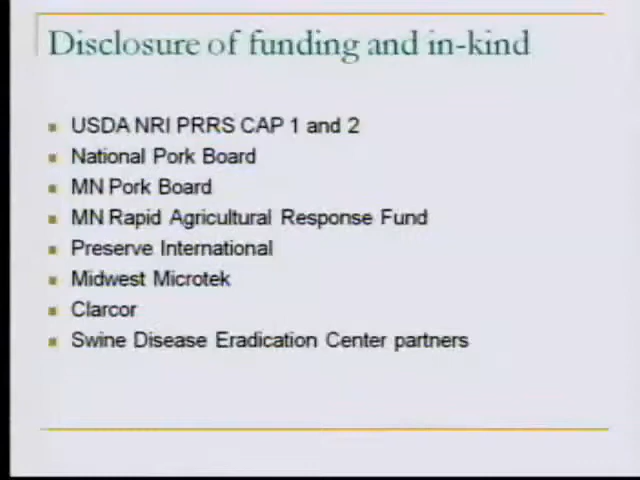 Disclosure of funding and in-kind
USDA NRI PRRS CAP 1 and 2
National Pork Board
MN Pork Board
MN Rapid Agricultural Response Fund
Preserve International
Midwest Microtek
Clarcor
Swine Disease Eradication Center partners